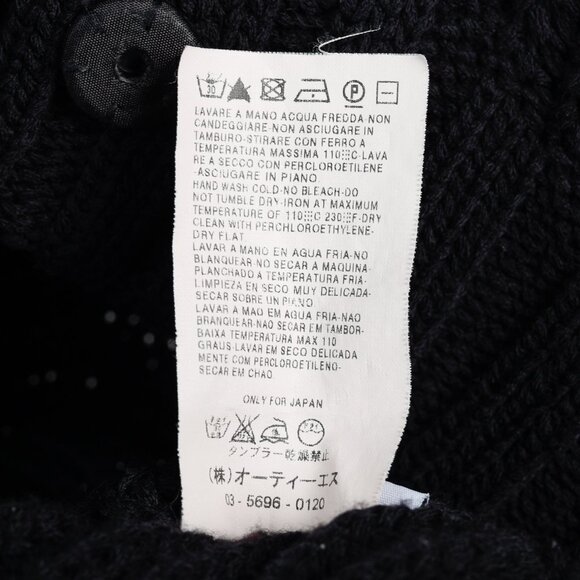 LAVARE A MANO ACQUA FREDDA-NON
CANDEGGIARE-NON ASCIUGARE IN
TAMBURO-STIRARE CON FERRO A
TEMPERATURA MASSIMA 110 C-LAVA
RE A SECCO CON PERCLOROETILENE
-ASCIUGARE IN PIANO
HAND WASH COLD-NO BLEACH-DO
NOT TUMBLE DRY-IRON AT MAXIMUM
TEMPERATURE OF 110 C 230 F-DRY
CLEAN WITH PERCHLOROETHYLENE-
DRY FLAT
LAVAR A MANO EN AGUA FRIA-NO
BLANQUEAR-NO SECAR A MAQUINA-
PLANCHADO A TEMPERATURA FRIA-
LIMPIEZA EN SECO MUY DELICADA-
SECAR SOBRE UN PIANO.
LAVAR A MAO EM AGUA FRIA-NAO
BRANQUEAR-NAO SECAR EM TAMBOR-
BAIXA TEMPERATURA MAX 110
GRAUS-LAVAR EM SECO DELICADA
MENTE COM PERCLOROETILENO-
SECAR EM CHAO.
ONLY FOR JAPAN
タンブラー乾燥禁止
(株)オーティーエス
03-5696-0120